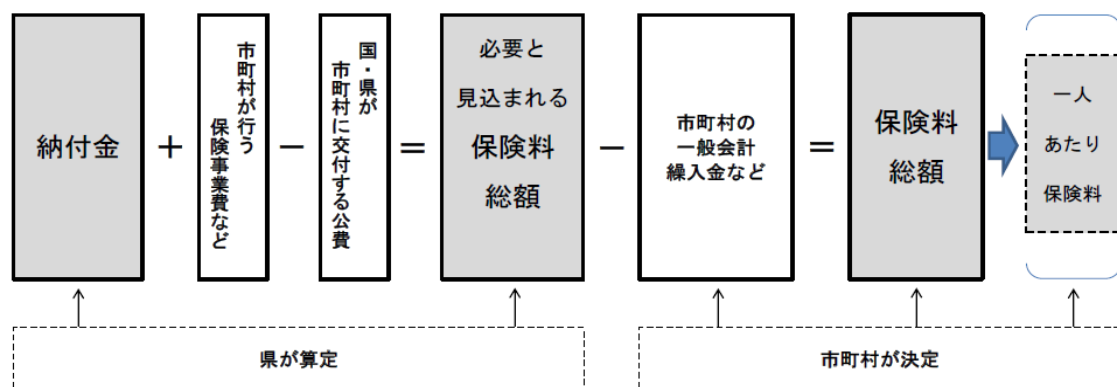 納付金
＋
市町村が行う
保険事業費など
－
国・県が
市町村に交付する公費
＝
必要と
見込まれる
保険料
総額
－
市町村の
一般会計
繰入金など
＝
保険料
総額
一人
あたり
保険料
県が算定
市町村が決定